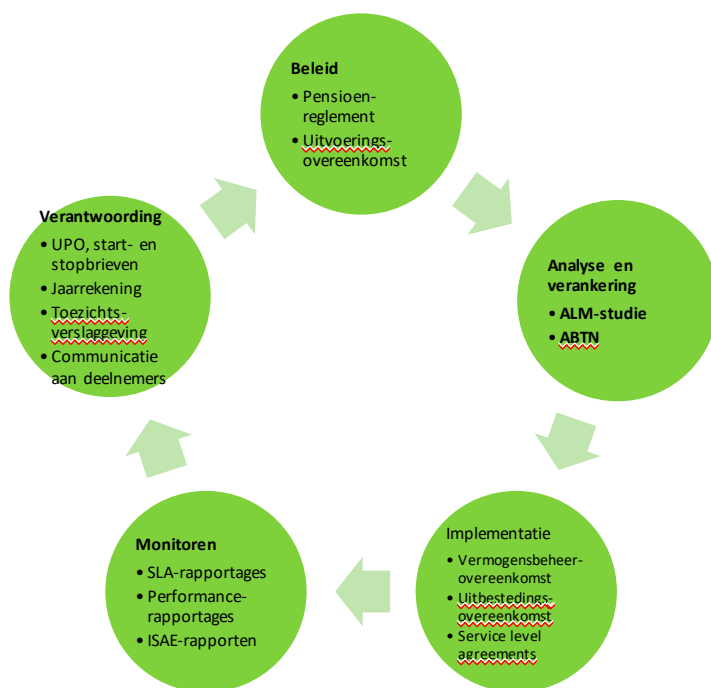 Beleid
• Pensioen-
reglement
• Uitvoerings-
overeenkomst
Analyse en
verankering
• ALM-studie
• ABTN
Implementatie
• Vermogensbeheer-
overeenkomst
• Uitbestedings-
overeenkomst
• Service level
agreements
Monitoren
• SLA-rapportages
• Performance-
rapportages
• ISAE-rapporten
Verantwoording
• UPO, start- en
stopbrieven
• Jaarrekening
• Toezichts-
verslaggeving
• Communicatie
aan deelnemers